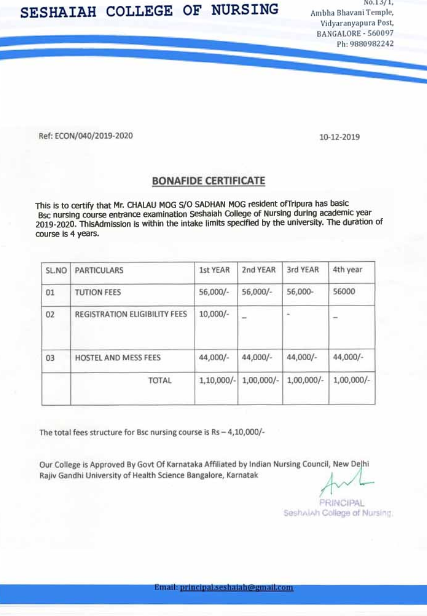 SESHAIAH COLLEGE OF NURSING
No.13/1,
Ambha Bhavani Temple,
Vidyaranyapura Post,
BANGALORE - 560097
Ph: 9880982242
Ref: ECON/040/2019-2020
10-12-2019
BONAFIDE CERTIFICATE
This is to certify that Mr. CHALAU MOG S/O SADHAN MOG resident ofTripura has basic
Bsc nursing course entrance examination Seshaiah College of Nursing during academic year
2019-2020. ThisAdmission is within the intake limits specified by the university. The duration of
course is 4 years.
SL.NO PARTICULARS 1st YEAR 2nd YEAR 3rd YEAR 4th year
01 TUTION FEES 56,000/- 56,000/- 56,000- 56000
02 REGISTRATION ELIGIBILITY FEES 10,000/- _ - _
03 HOSTEL AND MESS FEES 44,000/- 44,000/- 44,000/- 44,000/-
TOTAL 1,10,000/- 1,00,000/- 1,00,000/- 1,00,000/-
The total fees structure for Bsc nursing course is Rs – 4,10,000/-
Our College is Approved By Govt Of Karnataka Affiliated by Indian Nursing Council, New Delhi
Rajiv Gandhi University of Health Science Bangalore, Karnatak
PRINCIPAL
Seshaiah College of Nursing.
Email: principal.seshaiah@gmail.com